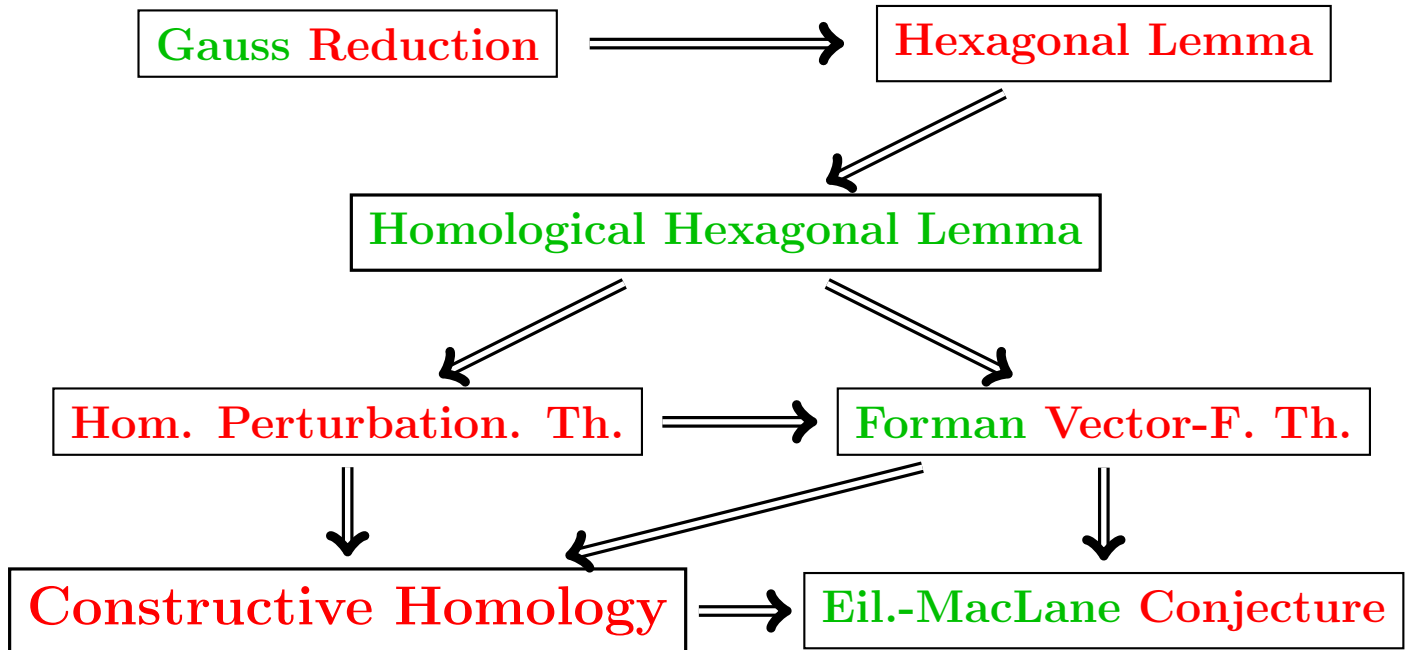 Gauss Reduction
Hexagonal Lemma
Homological Hexagonal Lemma
Hom. Perturbation. Th.
Forman Vector-F. Th.
Constructive Homology
Eil.-MacLane Conjecture